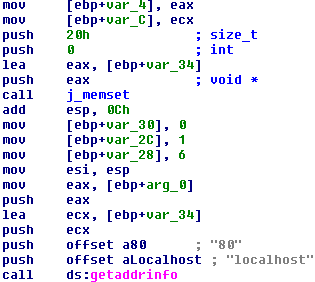 mov [ebp+var_4], eax
mov [ebp+var_C], ecx
push 20h ; size_t
push 0 ; int
lea eax, [ebp+var_34]
push eax ; void *
call j_memset
add esp, 0Ch
mov [ebp+var_30], 0
mov [ebp+var_2C], 1
mov [ebp+var_28], 6
mov esi, esp
mov eax, [ebp+arg_0]
push eax
lea ecx, [ebp+var_34]
push ecx
push offset a80 ; "80"
push offset aLocalhost ; "localhost"
call ds:getaddrinfo